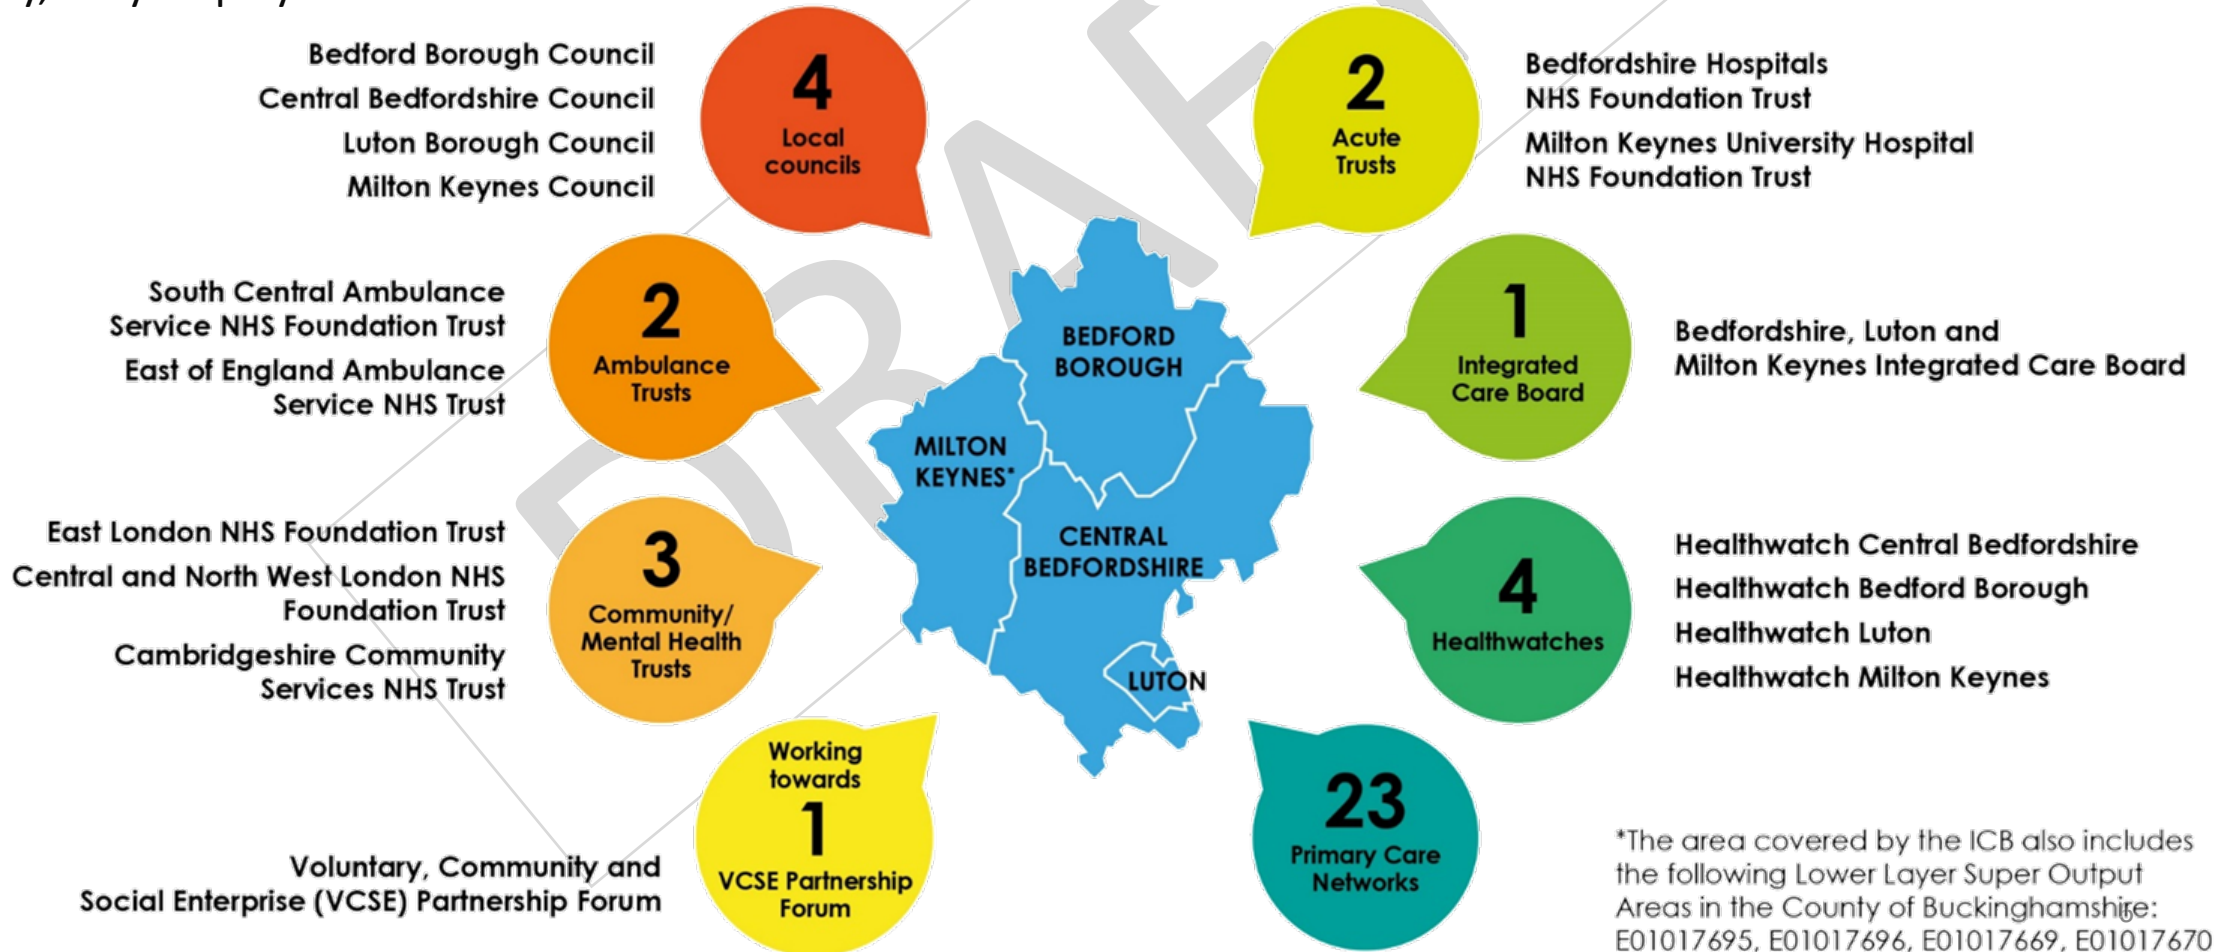 Bedford Borough Council
Central Bedfordshire Council
Luton Borough Council
Milton Keynes Council
4
Local
councils
2
Acute
Trusts
Bedfordshire Hospitals
NHS Foundation Trust
Milton Keynes University Hospital
NHS Foundation Trust
South Central Ambulance
Service NHS Foundation Trust
East of England Ambulance
Service NHS Trust
2
Ambulance
Trusts
BEDFORD
BOROUGH
MILTON
KEYNES*
CENTRAL
BEDFORDSHIRE
LUTON
1
Integrated
Care Board
Bedfordshire, Luton and
Milton Keynes Integrated Care Board
East London NHS Foundation Trust
Central and North West London NHS
Foundation Trust
Cambridgeshire Community
Services NHS Trust
3
Community/
Mental Health
Trusts
4
Healthwatches
Healthwatch Central Bedfordshire
Healthwatch Bedford Borough
Healthwatch Luton
Healthwatch Milton Keynes
Voluntary, Community and
Social Enterprise (VCSE) Partnership Forum
Working
towards
1
VCSE Partnership
Forum
23
Primary Care
Networks
*The area covered by the ICB also includes
the following Lower Layer Super Output
Areas in the County of Buckinghamshire:
E01017695, E01017696, E01017669, E01017670
DRAFT